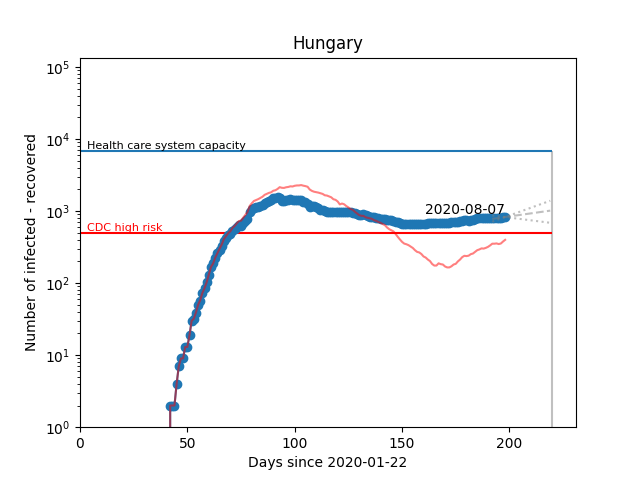 Hungary
10^5
10^4
10^3
10^2
10^1
10^0
Number of infected - recovered
Health care system capacity
2020-08-07
CDC high risk
0 50 100 150 200
Days since 2020-01-22